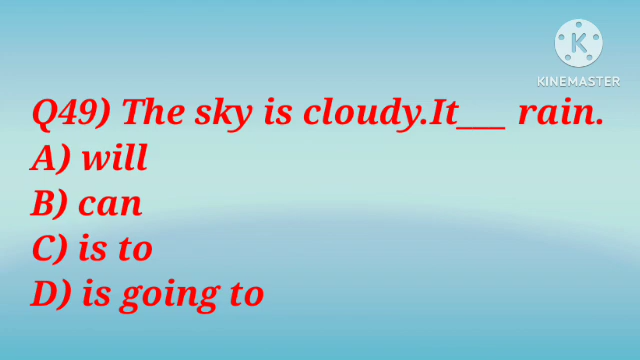 KINEMASTER
Q49) The sky is cloudy.It___ rain.
A) will
B) can
C) is to
D) is going to